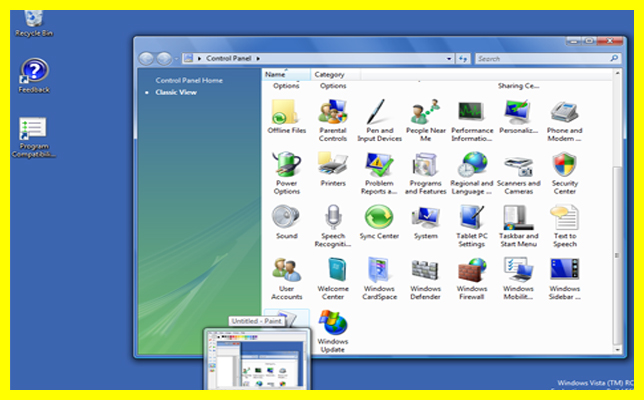 Recycle Bin
Feedback
Program
Compatibili...
Control Panel
Search
Control Panel Home
Classic View
Name
Category
Options
Options
Sharing Ce...
Offline Files
Parental
Controls
Pen and
Input Devices
People Near
Me
Performance
Informatio...
Personaliz...
Phone and
Modem ...
Power
Options
Printers
Problem
Reports a...
Programs
and Features
Regional and
Language ...
Scanners and
Cameras
Security
Center
Sound
Speech
Recogniti...
Sync Center
System
Tablet PC
Settings
Taskbar and
Start Menu
Text to
Speech
User
Accounts
Welcome
Center
Windows
CardSpace
Windows
Defender
Windows
Firewall
Windows
Mobilit...
Windows
Sidebar ...
Windows
Update
Untitled - Paint
Windows Vista (TM) RC